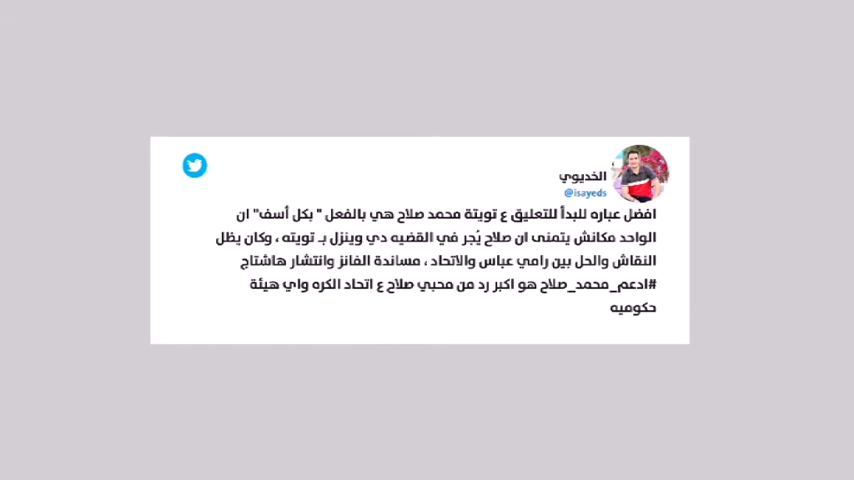 الخديوي
@isayeds
افضل عباره للبدأ للتعليق ع تويتة محمد صلاح هي بالفعل " بكل أسف" ان
الواحد مكانش يتمنى ان صلاح يُجر في القضيه دي وينزل بـ تويته ، وكان يظل
النقاش والحل بين رامي عباس والاتحاد ، مساندة الفانز وانتشار هاشتاج
#ادعم_محمد_صلاح هو اكبر رد من محبي صلاح ع اتحاد الكره واي هيئة
حكوميه